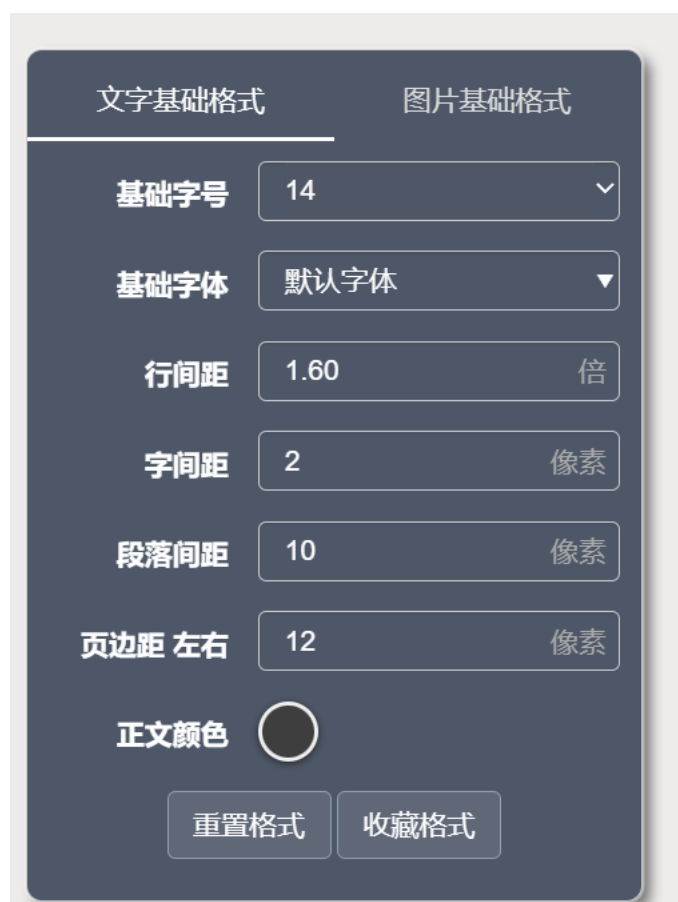 文字基础格式 图片基础格式
基础字号 14
基础字体 默认字体
行间距 1.60 倍
字间距 2 像素
段落间距 10 像素
页边距 左右 12 像素
正文颜色
重置格式 收藏格式